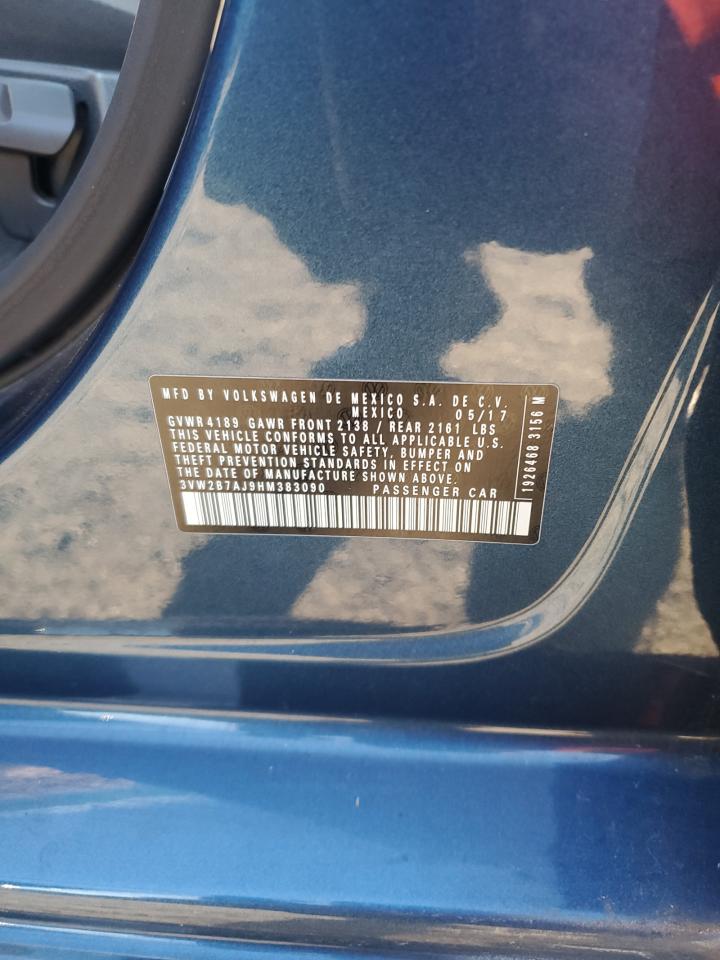 MFD BY VOLKSWAGEN DE MEXICO S.A. DE C.V.
MEXICO 05/17
GVWR 4189 GAWR FRONT 2138 / REAR 2161 LBS
THIS VEHICLE CONFORMS TO ALL APPLICABLE U.S.
FEDERAL MOTOR VEHICLE SAFETY, BUMPER AND
THEFT PREVENTION STANDARDS IN EFFECT ON
THE DATE OF MANUFACTURE SHOWN ABOVE.
3VW2B7AJ9HM383090 PASSENGER CAR
1926468 3156 M